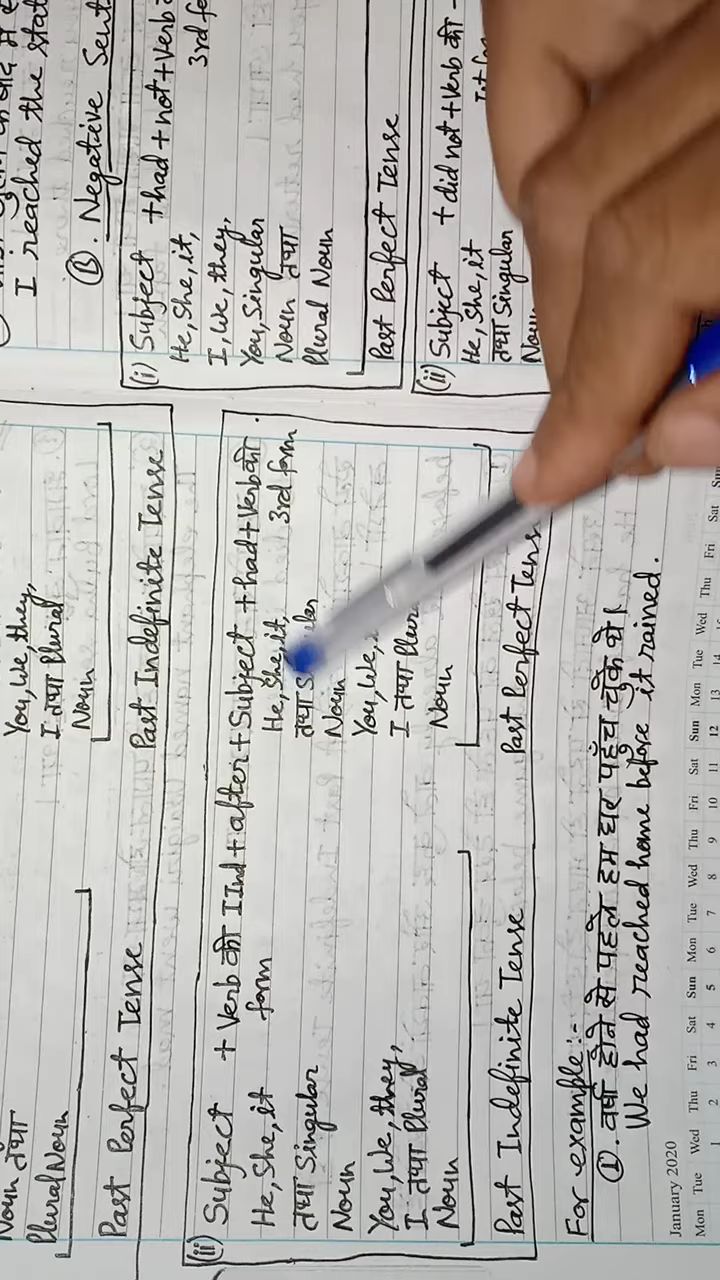 You, We, they,
I तथा Plural
Noun तथा
Plural Noun
Noun
Past Perfect Tense
Past Indefinite Tense
(ii) Subject + Verb की IInd + after + Subject + had + Verb की
form
3rd form
He, She, it
He, She, it,
तथा Singular
तथा
Noun
Noun
You, We, they,
You, We,
I तथा Plural
I तथा
Noun
Noun
Past Indefinite Tense
Past Perfect
For example :-
①. वर्षा होने से पहले हम घर पहुँच चुके थे।
We had reached home before it rained.
January 2020
Mon Tue Wed Thu Fri Sat Sun Mon Tue Wed Thu Fri Sat Sun Mon Tue Wed Thu Fri Sat
1 2 3 4 5 6 7 8 9 10 11 12 13 14
I reached the
Ⓑ. Negative
(i) Subject + had + not + Verb
3rd
He, She, it,
I, We, they,
You, Singular
Noun तथा
Plural Noun
Past Perfect Tense
(ii) Subject + did not + Verb की
He, She, it
तथा Singular